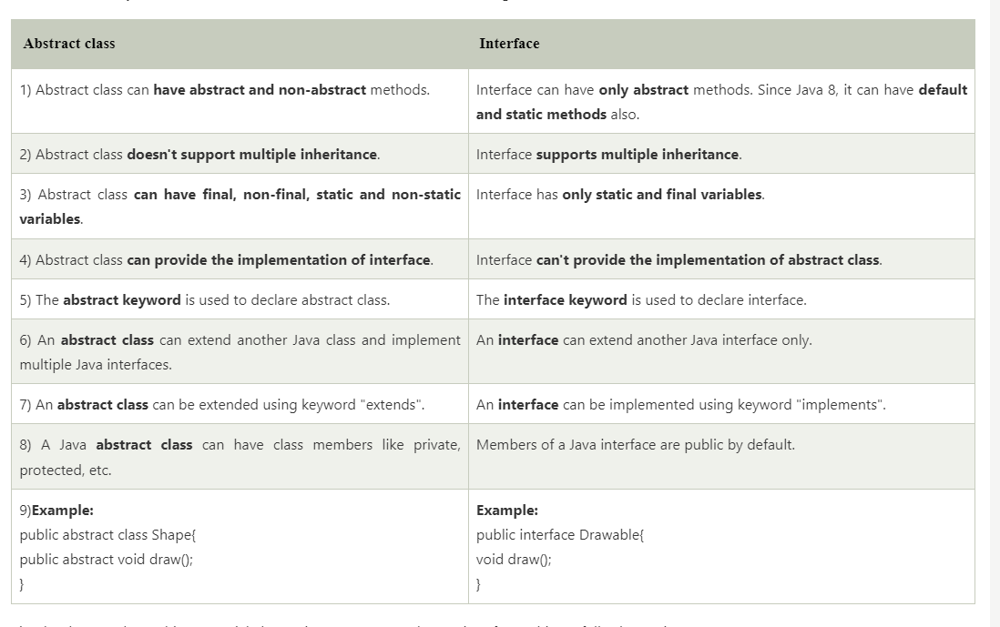 Abstract class
Interface
1) Abstract class can have abstract and non-abstract methods.
Interface can have only abstract methods. Since Java 8, it can have default
and static methods also.
2) Abstract class doesn't support multiple inheritance.
Interface supports multiple inheritance.
3) Abstract class can have final, non-final, static and non-static
variables.
Interface has only static and final variables.
4) Abstract class can provide the implementation of interface.
Interface can't provide the implementation of abstract class.
5) The abstract keyword is used to declare abstract class.
The interface keyword is used to declare interface.
6) An abstract class can extend another Java class and implement
multiple Java interfaces.
An interface can extend another Java interface only.
7) An abstract class can be extended using keyword "extends".
An interface can be implemented using keyword "implements".
8) A Java abstract class can have class members like private,
protected, etc.
Members of a Java interface are public by default.
9)Example:
public abstract class Shape{
public abstract void draw();
}
Example:
public interface Drawable{
void draw();
}